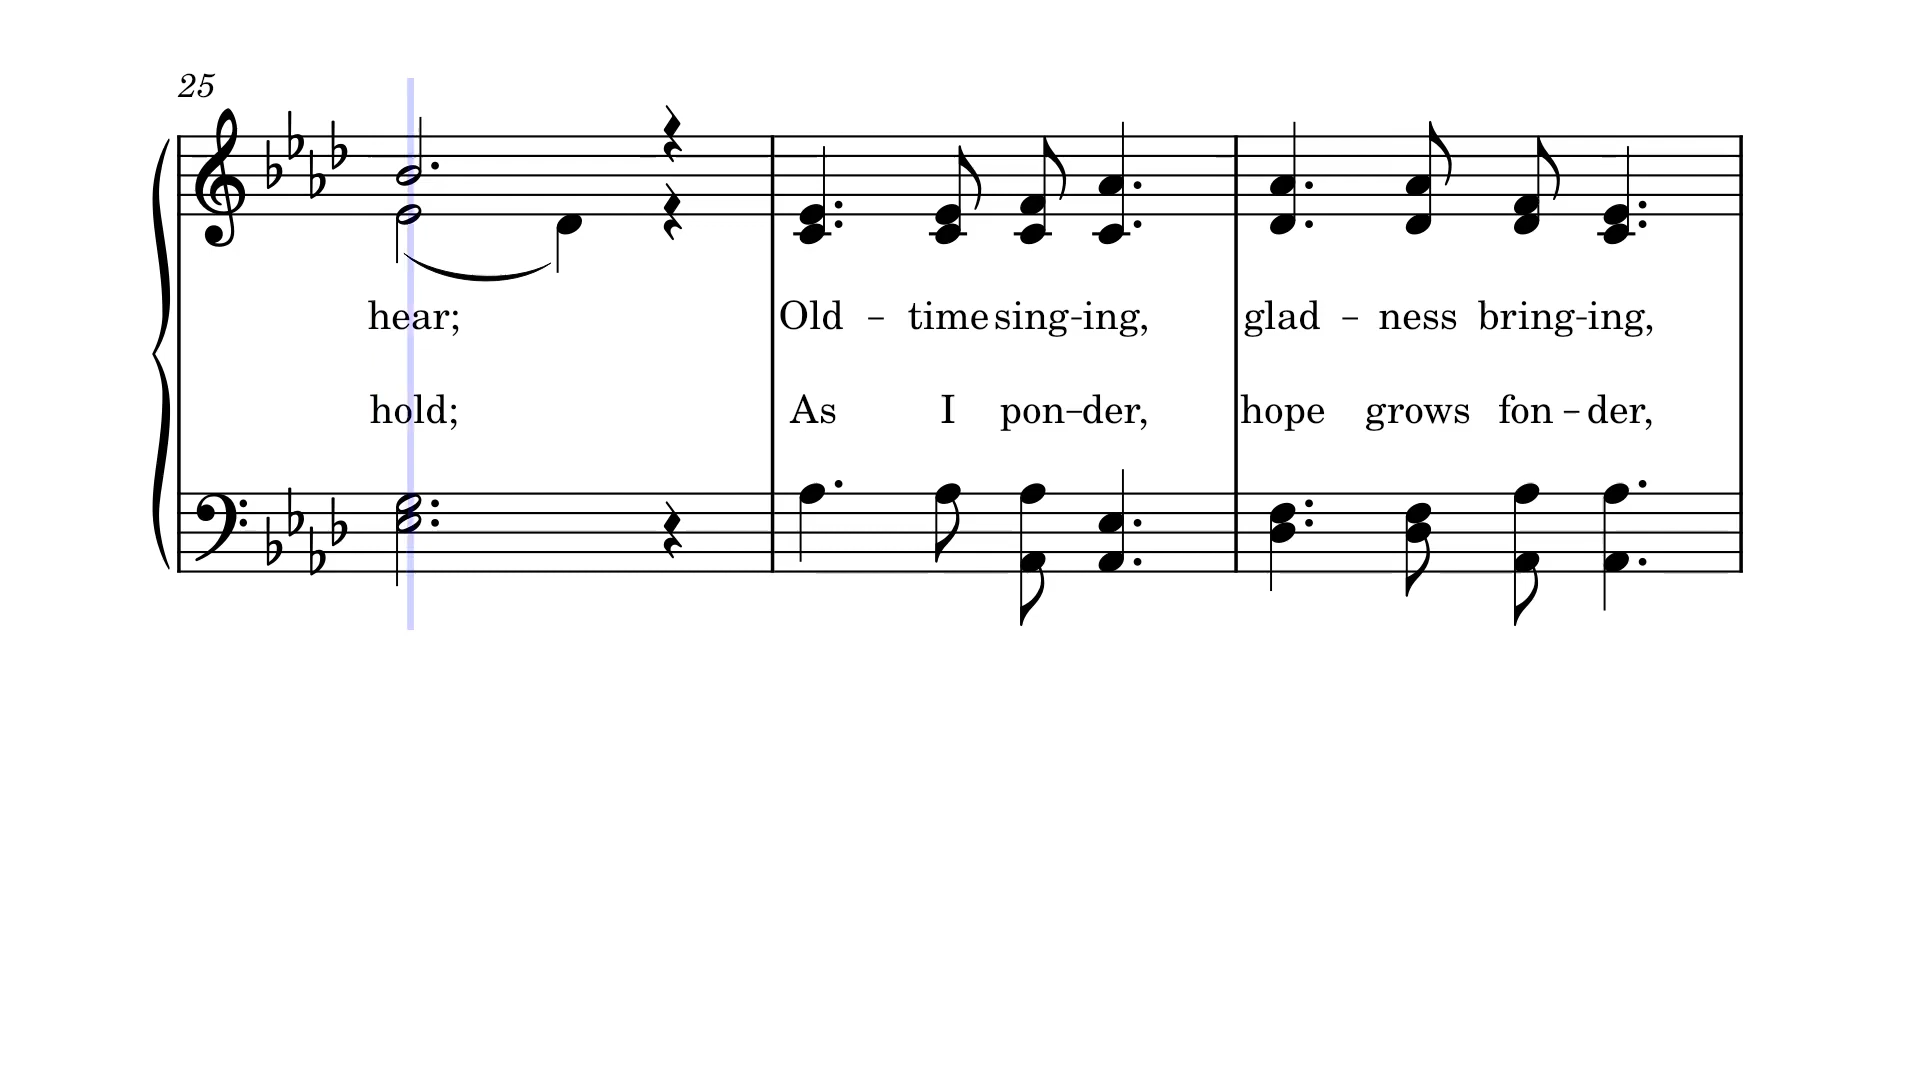 25
hear; Old - time sing-ing, glad - ness bring-ing,
hold; As I pon-der, hope grows fon - der,